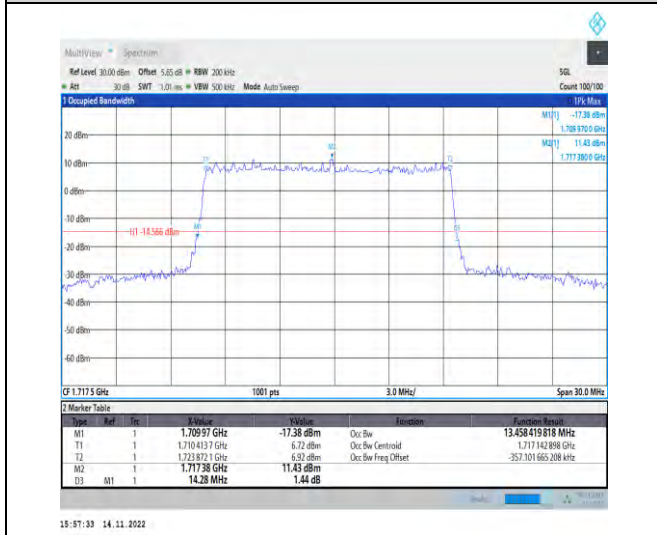 MultiView Spectrum
Ref Level 30.00 dBm Offset 5.85 dB RBW 200 kHz SGL
Att 30 dB SWT 1.01 ms VBW 500 kHz Mode Auto Sweep Count 100/100
1 Occupied Bandwidth 1Pk Max
M1[1] -17.38 dBm
1.709 970 0 GHz
20 dBm M2[1] 11.43 dBm
1.717 380 0 GHz
M2
T1 T2
10 dBm
0 dBm
-10 dBm
H1 -14.566 dBm M1 D3
-20 dBm
-30 dBm
-40 dBm
-50 dBm
-60 dBm
CF 1.7175 GHz 1001 pts 3.0 MHz/ Span 30.0 MHz
2 Marker Table
Type Ref Trc X-Value Y-Value Function Function Result
M1 1 1.709 97 GHz -17.38 dBm Occ Bw 13.458 419 818 MHz
T1 1 1.710 413 7 GHz 6.72 dBm Occ Bw Centroid 1.717 142 898 GHz
T2 1 1.723 872 1 GHz 6.92 dBm Occ Bw Freq Offset -357.101 665 208 kHz
M2 1 1.717 38 GHz 11.43 dBm
D3 M1 1 14.28 MHz 1.44 dB
15:57:33 14.11.2022